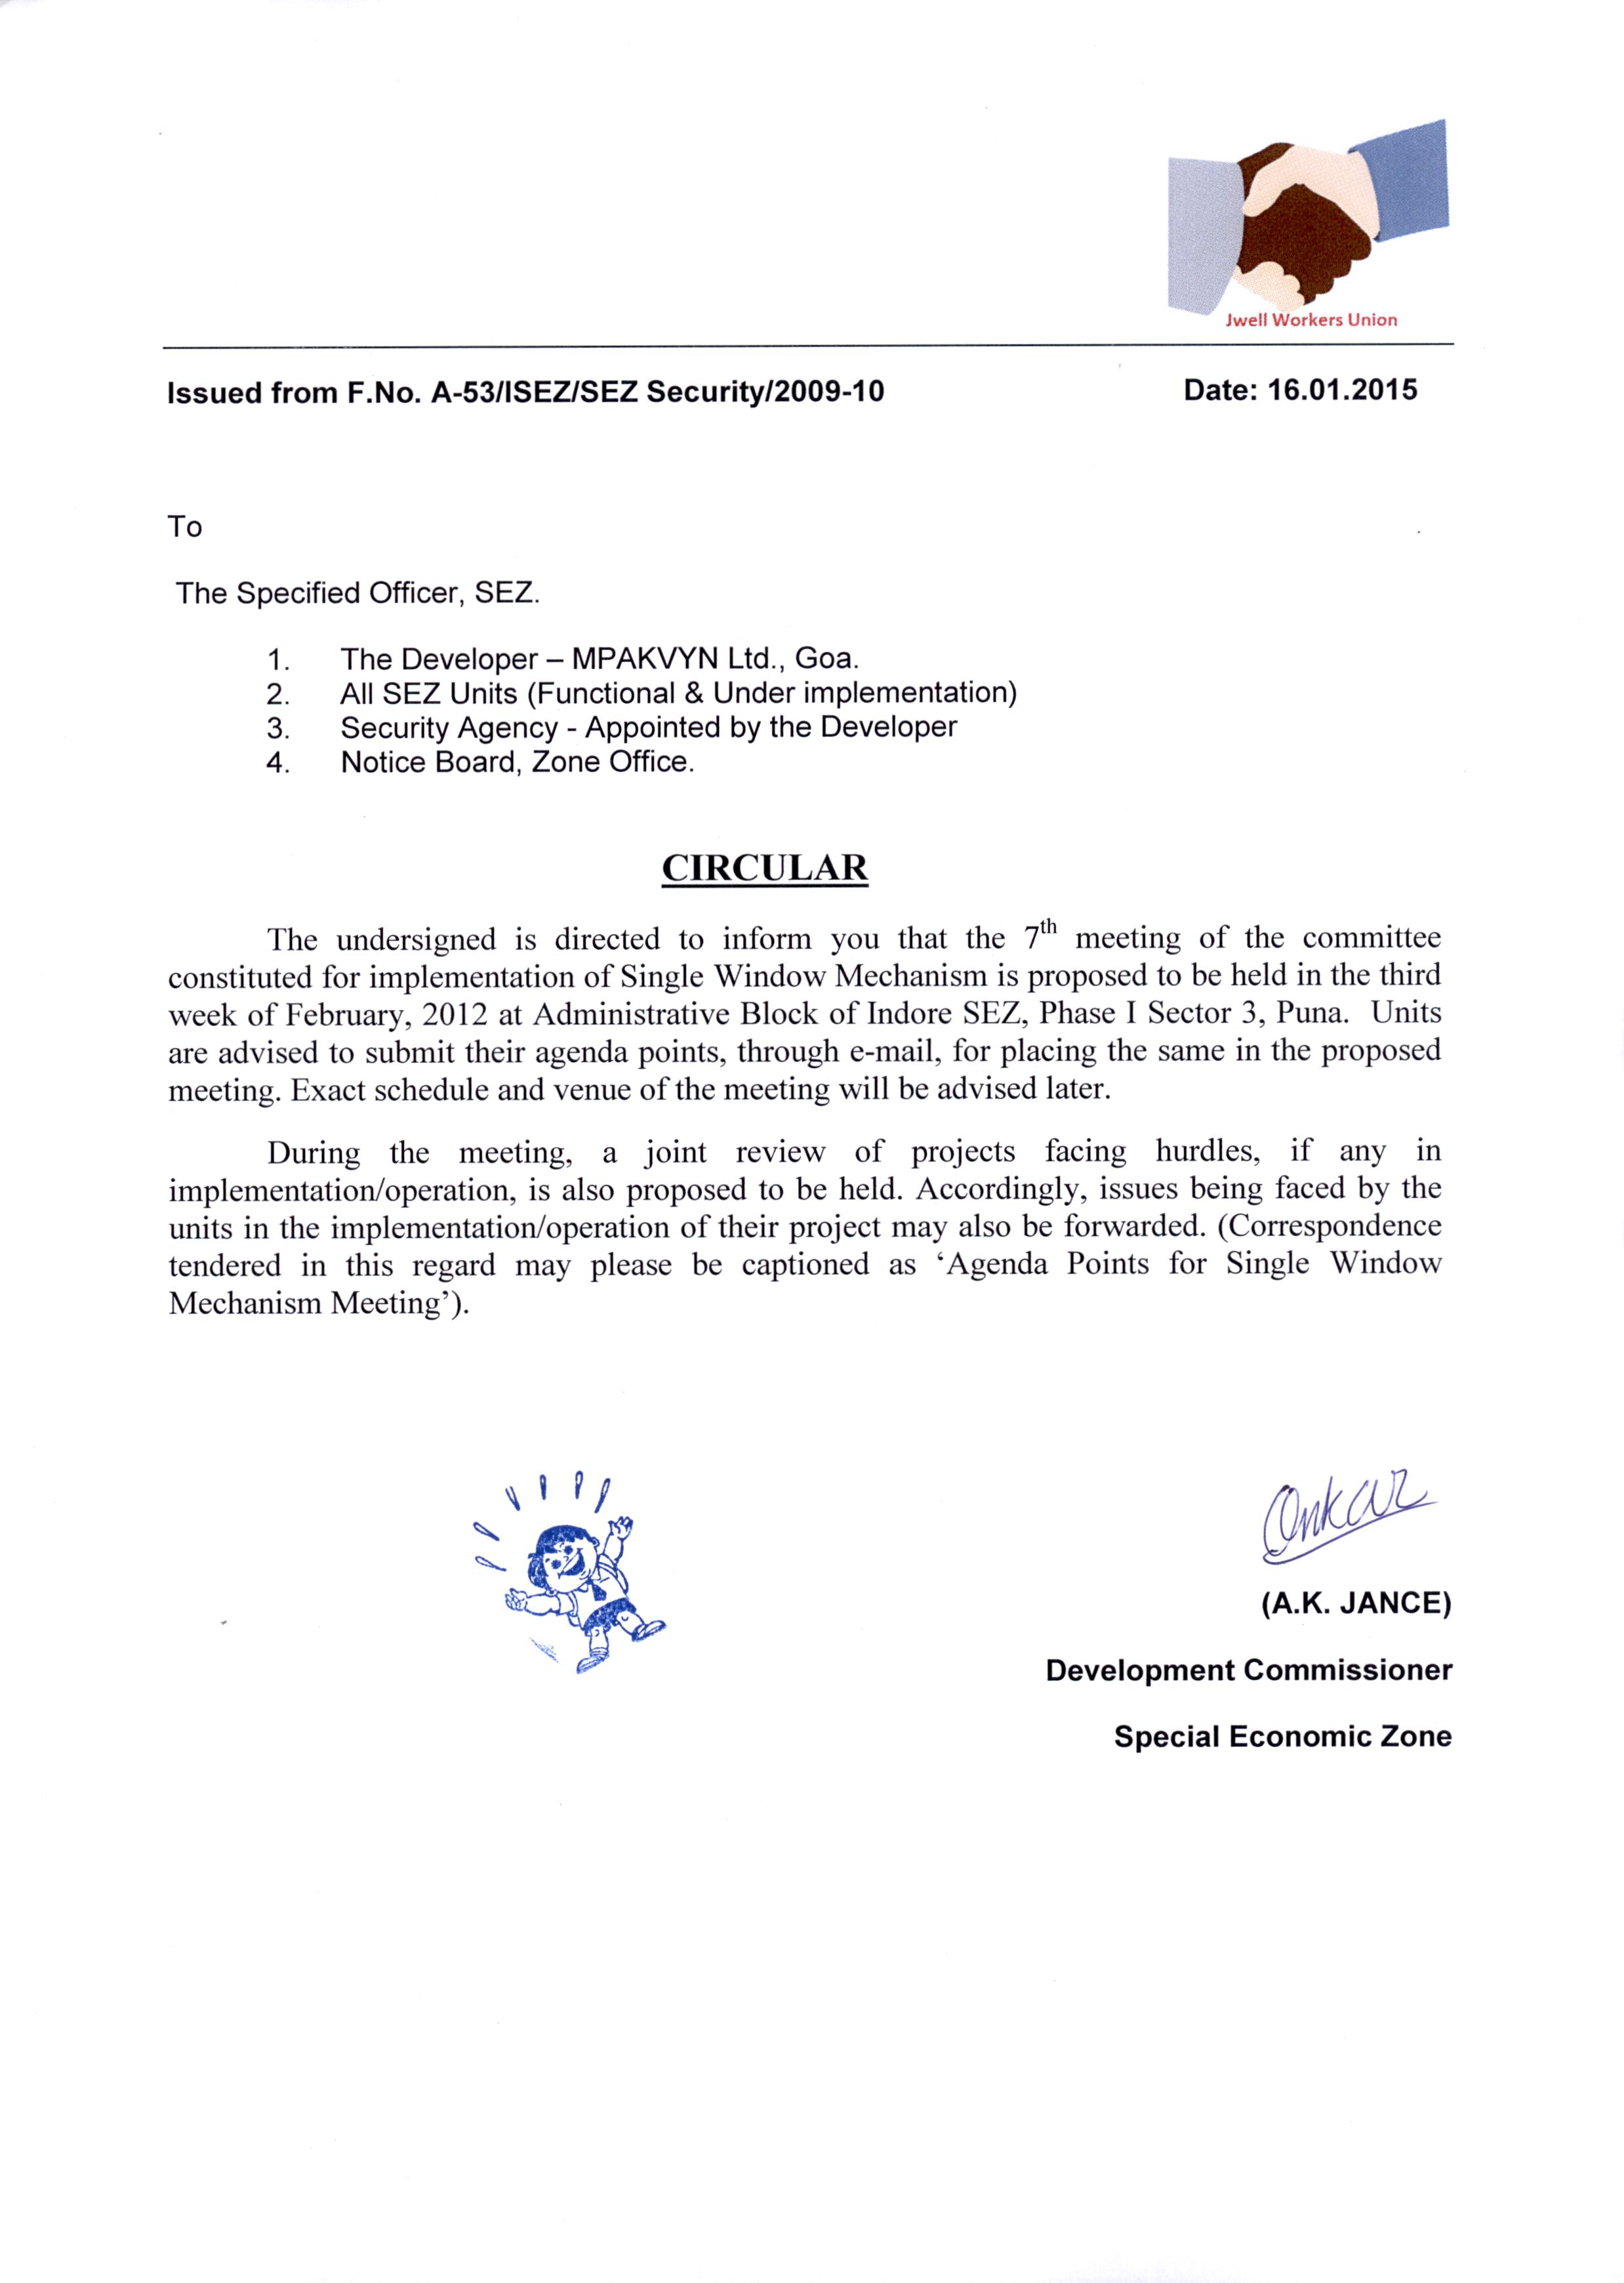 Jwell Workers Union
Issued from F.No. A-53/ISEZ/SEZ Security/2009-10 Date: 16.01.2015
To
The Specified Officer, SEZ.
1. The Developer – MPAKVYN Ltd., Goa.
2. All SEZ Units (Functional & Under implementation)
3. Security Agency - Appointed by the Developer
4. Notice Board, Zone Office.
CIRCULAR
The undersigned is directed to inform you that the 7th meeting of the committee
constituted for implementation of Single Window Mechanism is proposed to be held in the third
week of February, 2012 at Administrative Block of Indore SEZ, Phase I Sector 3, Puna. Units
are advised to submit their agenda points, through e-mail, for placing the same in the proposed
meeting. Exact schedule and venue of the meeting will be advised later.
During the meeting, a joint review of projects facing hurdles, if any in
implementation/operation, is also proposed to be held. Accordingly, issues being faced by the
units in the implementation/operation of their project may also be forwarded. (Correspondence
tendered in this regard may please be captioned as ‘Agenda Points for Single Window
Mechanism Meeting’).
Onkar
(A.K. JANCE)
Development Commissioner
Special Economic Zone